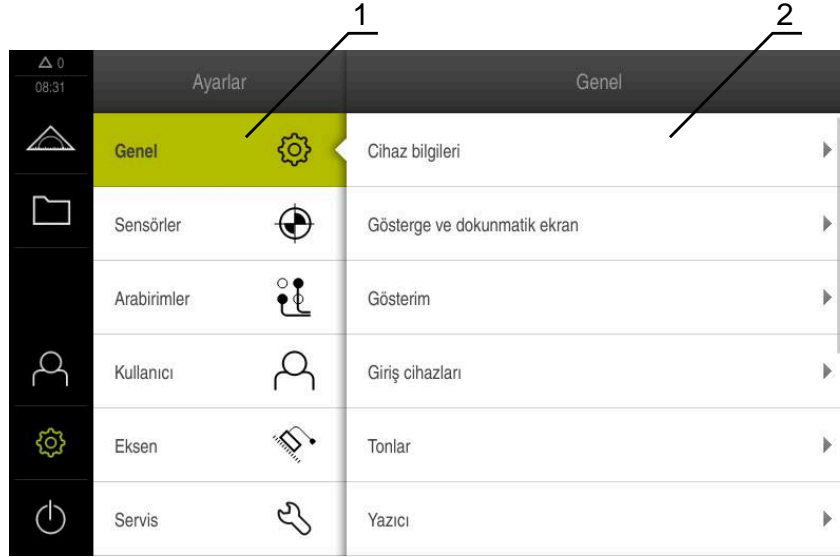 1
2
△ 0
08:31
Ayarlar
Genel
Genel
Sensörler
Arabirimler
Kullanıcı
Eksen
Servis
Cihaz bilgileri
Gösterge ve dokunmatik ekran
Gösterim
Giriş cihazları
Tonlar
Yazıcı